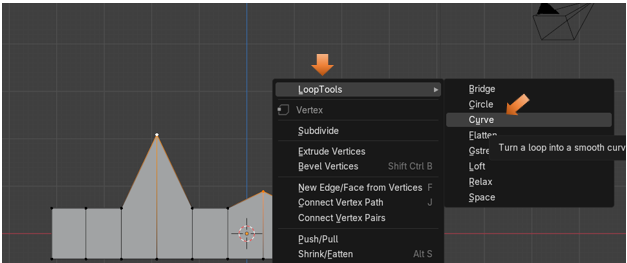 LoopTools
Vertex
Subdivide
Extrude Vertices
Bevel Vertices Shift Ctrl B
New Edge/Face from Vertices F
Connect Vertex Path J
Connect Vertex Pairs
Push/Pull
Shrink/Fatten Alt S
Bridge
Circle
Curve
Flatten
Gstre
Turn a loop into a smooth curv
Loft
Relax
Space